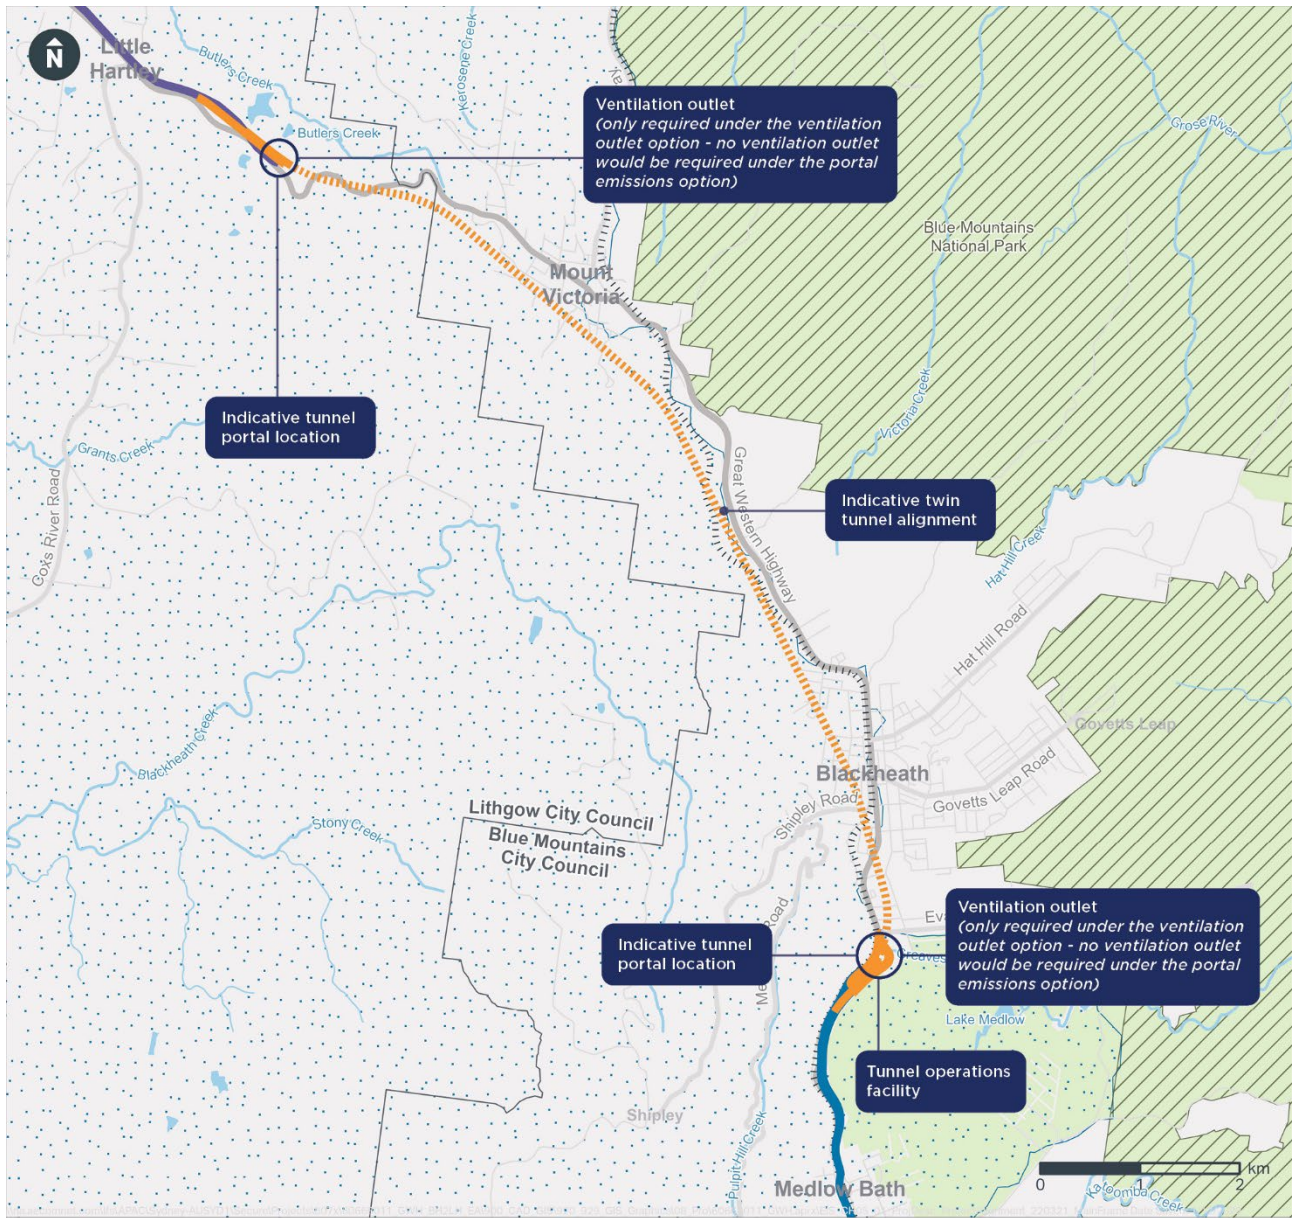 N
Little
Hartley
Butlers Creek
Kerosene Creek
Butlers Creek
Ventilation outlet
(only required under the ventilation
outlet option - no ventilation outlet
would be required under the portal
emissions option)
Grose River
Blue Mountains
National Park
Mount
Victoria
Victoria Creek
Indicative tunnel
portal location
Grants Creek
Coxs River Road
Great Western Highway
Indicative twin
tunnel alignment
Hat Hill Creek
Hat Hill Road
Govetts Leap
Blackheath Creek
Blackheath
Govetts Leap Road
Shipley Road
Stony Creek
Lithgow City Council
Blue Mountains
City Council
Indicative tunnel
portal location
Road
Greaves
Ventilation outlet
(only required under the ventilation
outlet option - no ventilation outlet
would be required under the portal
emissions option)
Lake Medlow
Tunnel operations
facility
Shipley
Pulpit Hill Creek
Medlow Bath
km
0 1 2
Katoomba Creek